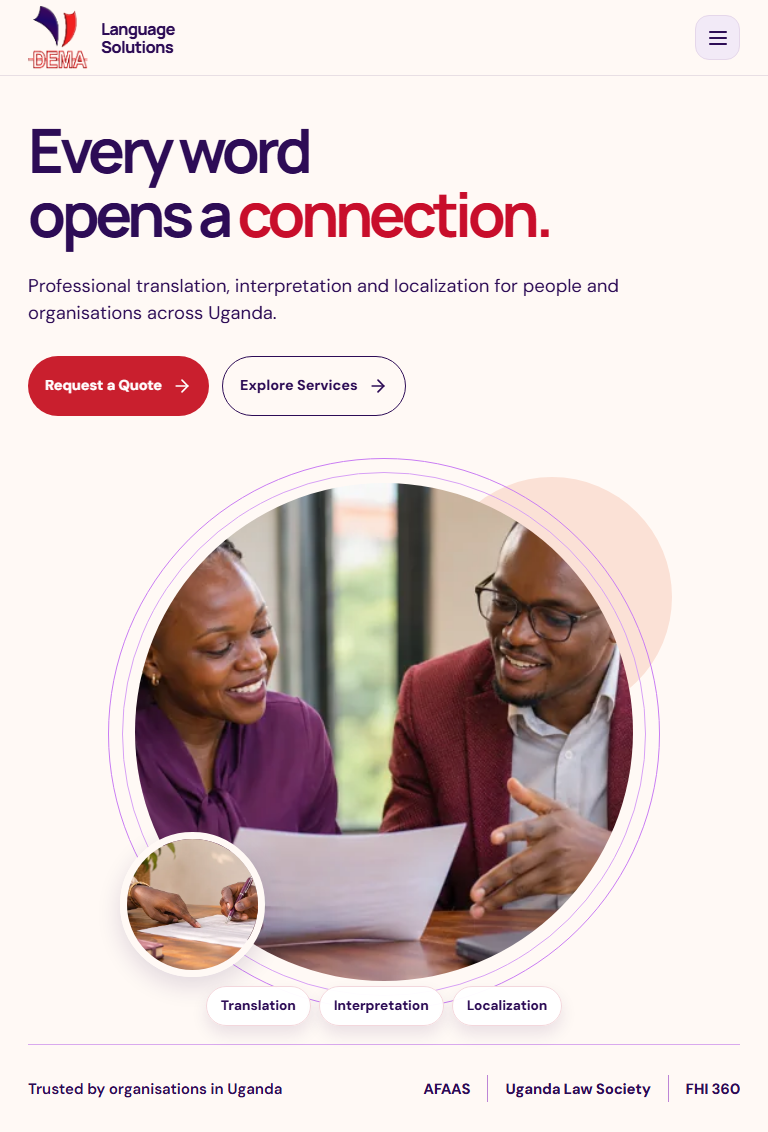 DEMA
Language
Solutions
Every word
opens a connection.
Professional translation, interpretation and localization for people and
organisations across Uganda.
Request a Quote
Explore Services
Translation
Interpretation
Localization
Trusted by organisations in Uganda
AFAAS
Uganda Law Society
FHI 360